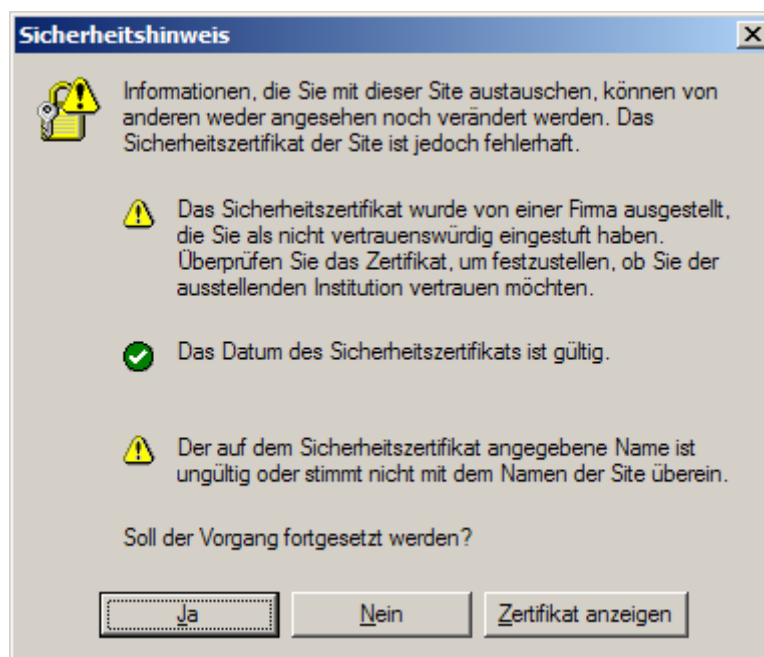 Sicherheitshinweis
Informationen, die Sie mit dieser Site austauschen, können von
anderen weder angesehen noch verändert werden. Das
Sicherheitszertifikat der Site ist jedoch fehlerhaft.
Das Sicherheitszertifikat wurde von einer Firma ausgestellt,
die Sie als nicht vertrauenswürdig eingestuft haben.
Überprüfen Sie das Zertifikat, um festzustellen, ob Sie der
ausstellenden Institution vertrauen möchten.
Das Datum des Sicherheitszertifikats ist gültig.
Der auf dem Sicherheitszertifikat angegebene Name ist
ungültig oder stimmt nicht mit dem Namen der Site überein.
Soll der Vorgang fortgesetzt werden?
Ja Nein Zertifikat anzeigen